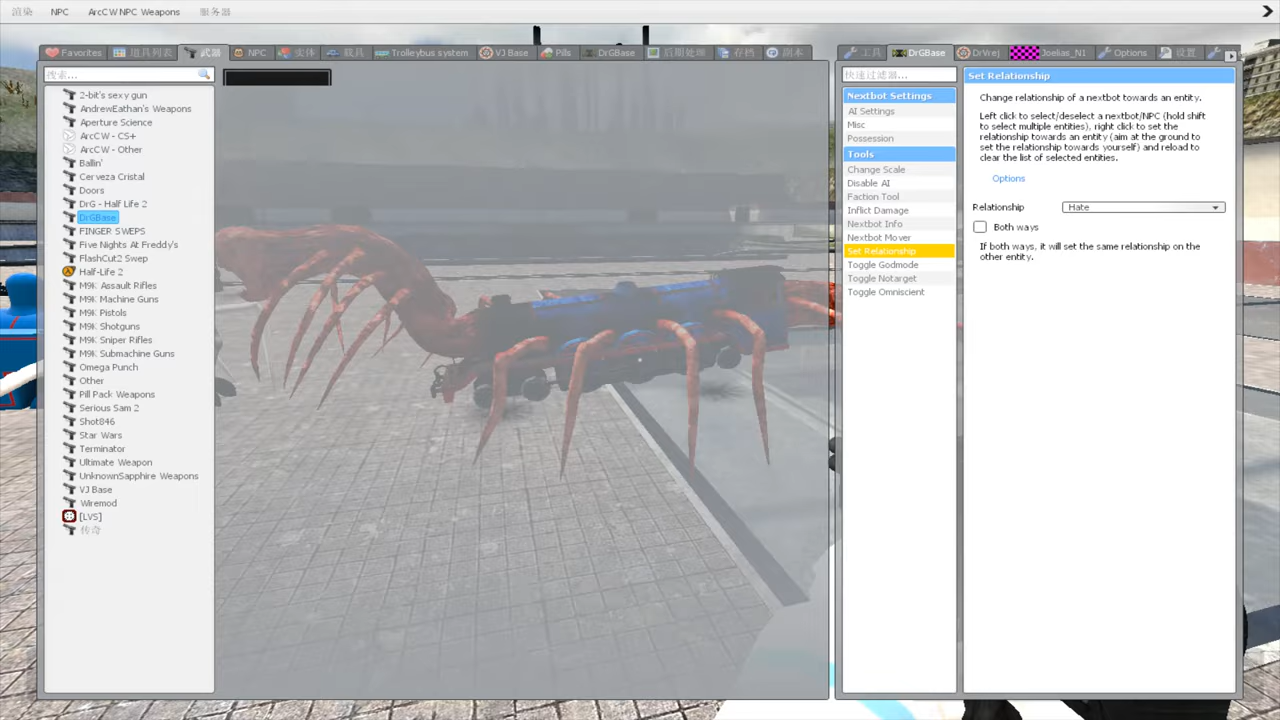 渲染 NPC ArcCW NPC Weapons 服务器
Favorites 道具列表 武器 NPC 实体 载具 Trolleybus system VJ Base Pills DrGBase 后期处理 存档 副本
工具 DrGBase DrWrej Joelias_N1 Options 设置
搜索...
2-bit's sexy gun
AndrewEathan's Weapons
Aperture Science
ArcCW - CS+
ArcCW - Other
Ballin'
Cerveza Cristal
Doors
DrG - Half Life 2
DrGBase
FINGER SWEPS
Five Nights At Freddy's
FlashCut2 Swep
Half-Life 2
M9K: Assault Rifles
M9K: Machine Guns
M9K: Pistols
M9K: Shotguns
M9K: Sniper Rifles
M9K: Submachine Guns
Omega Punch
Other
Pill Pack Weapons
Serious Sam 2
Shot846
Star Wars
Terminator
Ultimate Weapon
UnknownSapphire Weapons
VJ Base
Wiremod
[LVS]
传奇
快速过滤器...
Nextbot Settings
AI Settings
Misc
Possession
Tools
Change Scale
Disable AI
Faction Tool
Inflict Damage
Nextbot Info
Nextbot Mover
Set Relationship
Toggle Godmode
Toggle Notarget
Toggle Omniscient
Set Relationship
Change relationship of a nextbot towards an entity.
Left click to select/deselect a nextbot/NPC (hold shift
to select multiple entities), right click to set the
relationship towards an entity (aim at the ground to
set the relationship towards yourself) and reload to
clear the list of selected entities.
Options
Relationship Hate
Both ways
If both ways, it will set the same relationship on the
other entity.